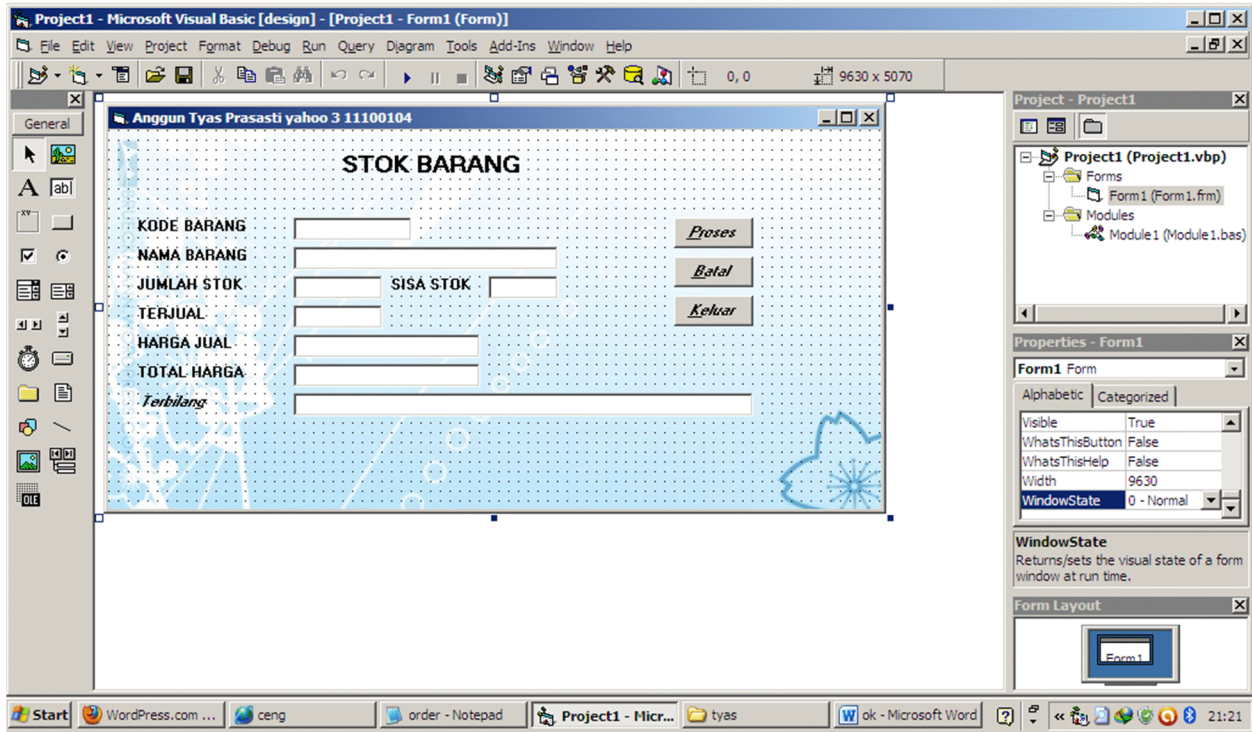 Project1 - Microsoft Visual Basic [design] - [Project1 - Form1 (Form)]
File Edit View Project Format Debug Run Query Diagram Tools Add-Ins Window Help
0, 0 9630 x 5070
General
A ab|
xv
OLE
Anggun Tyas Prasasti yahoo 3 11100104
STOK BARANG
KODE BARANG
NAMA BARANG
JUMLAH STOK SISA STOK
TERJUAL
HARGA JUAL
TOTAL HARGA
Terbilang
Proses
Batal
Keluar
Project - Project1
Project1 (Project1.vbp)
Forms
Form1 (Form1.frm)
Modules
Module1 (Module1.bas)
Properties - Form1
Form1 Form
Alphabetic Categorized
Visible True
WhatsThisButton False
WhatsThisHelp False
Width 9630
WindowState 0 - Normal
WindowState
Returns/sets the visual state of a form
window at run time.
Form Layout
Form1
Start WordPress.com ... ceng order - Notepad Project1 - Micr... tyas ok - Microsoft Word 21:21